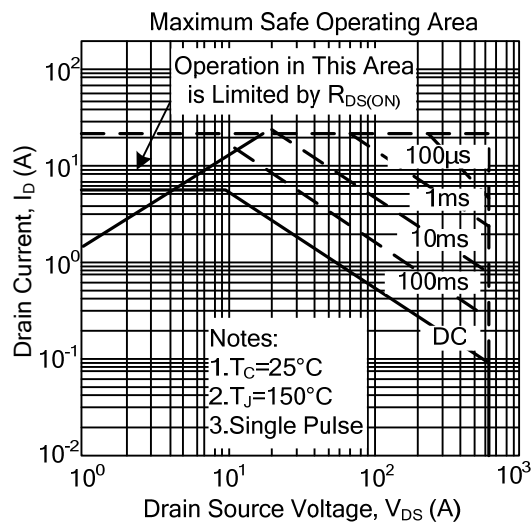 Maximum Safe Operating Area
Operation in This Area
is Limited by R_DS(ON)
Drain Current, I_D (A)
10²
10¹
10⁰
10⁻¹
10⁻²
100µs
1ms
10ms
100ms
DC
Notes:
1.T_C=25°C
2.T_J=150°C
3.Single Pulse
10⁰
10¹
10²
10³
Drain Source Voltage, V_DS (A)